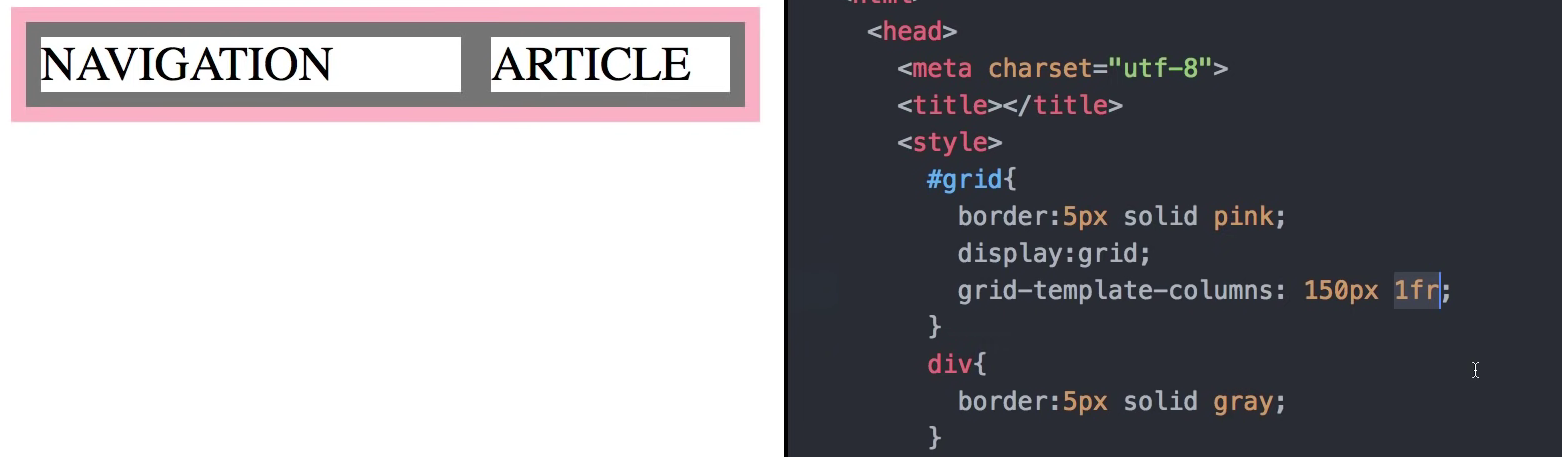 NAVIGATION ARTICLE
<html>
<head>
<meta charset="utf-8">
<title></title>
<style>
#grid{
border:5px solid pink;
display:grid;
grid-template-columns: 150px 1fr;
}
div{
border:5px solid gray;
}